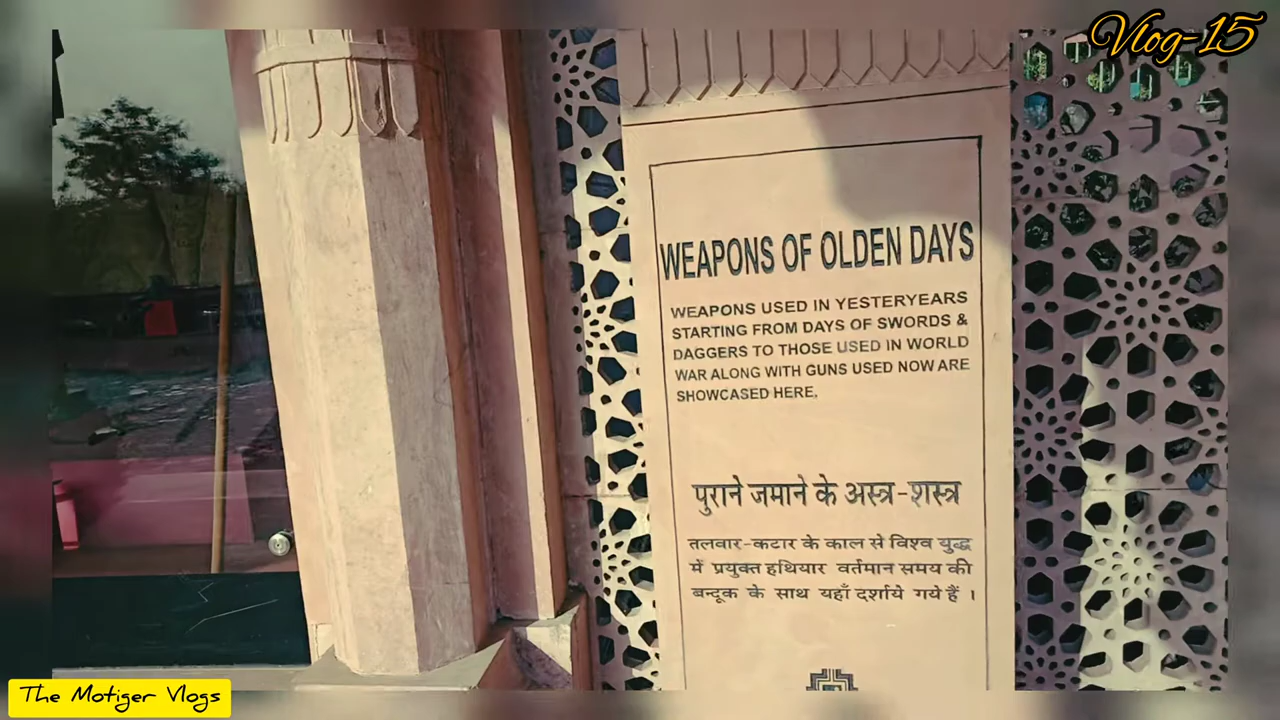 Vlog-15
WEAPONS OF OLDEN DAYS
WEAPONS USED IN YESTERYEARS
STARTING FROM DAYS OF SWORDS &
DAGGERS TO THOSE USED IN WORLD
WAR ALONG WITH GUNS USED NOW ARE
SHOWCASED HERE.
पुराने जमाने के अस्त्र-शस्त्र
तलवार-कटार के काल से विश्व युद्ध
में प्रयुक्त हथियार वर्तमान समय की
बन्दूक के साथ यहाँ दर्शाये गये हैं ।
The Motiger Vlogs